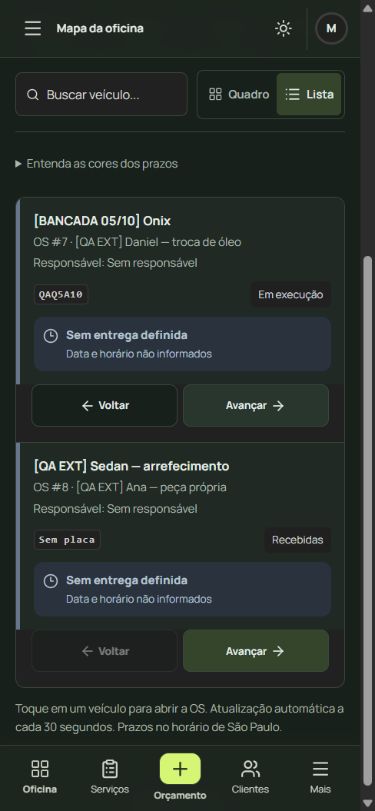 Mapa da oficina
M
Buscar veículo...
Quadro
Lista
Entenda as cores dos prazos
[BANCADA 05/10] Onix
OS #7 · [QA EXT] Daniel — troca de óleo
Responsável: Sem responsável
QAQ5A10
Em execução
Sem entrega definida
Data e horário não informados
← Voltar
Avançar →
[QA EXT] Sedan — arrefecimento
OS #8 · [QA EXT] Ana — peça própria
Responsável: Sem responsável
Sem placa
Recebidas
Sem entrega definida
Data e horário não informados
← Voltar
Avançar →
Toque em um veículo para abrir a OS. Atualização automática a
cada 30 segundos. Prazos no horário de São Paulo.
Oficina
Serviços
Orçamento
Clientes
Mais